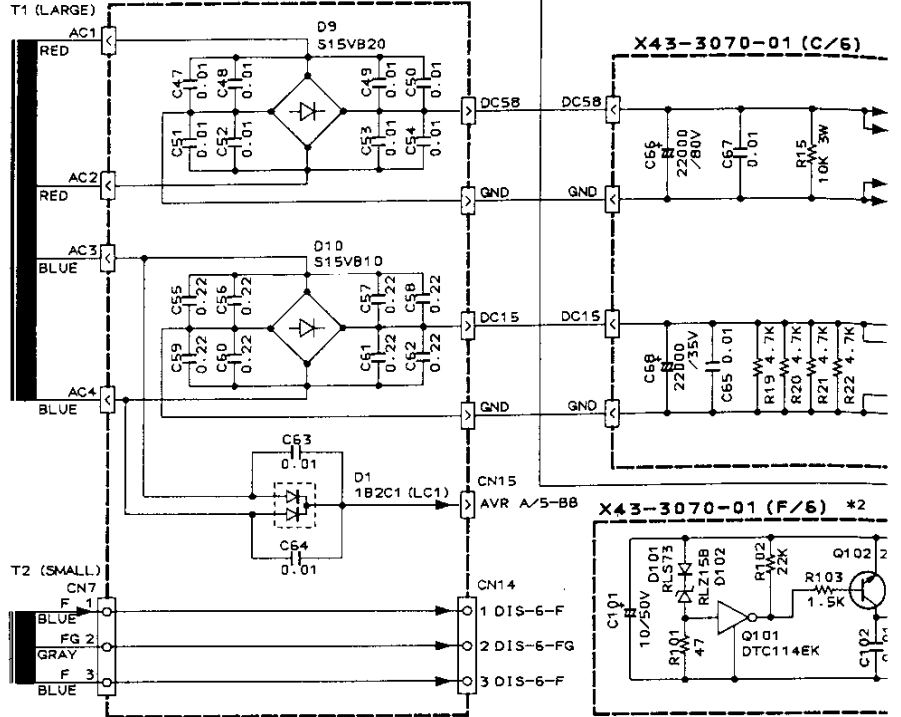 T1 (LARGE)
AC1
RED
D9
S15VB20
C47
0.01
C48
0.01
C49
0.01
C50
0.01
C51
0.01
C52
0.01
C53
0.01
C54
0.01
DC58
DC58
AC2
RED
GND
GND
X43-3070-01 (C/6)
C66
22000
/80V
C67
0.01
R15
10K 3W
AC3
BLUE
D10
S15VB10
C55
0.22
C56
0.22
C57
0.22
C58
0.22
C59
0.22
C60
0.22
C61
0.22
C62
0.22
DC15
DC15
AC4
BLUE
GND
GND
C68
22000
/35V
C65 0.01
R19 4.7K
R20 4.7K
R21 4.7K
R22 4.7K
C63
0.01
D1
1B2C1 (LC1)
C64
0.01
CN15
AVR A/5-B8
X43-3070-01 (F/6) *2
T2 (SMALL)
CN7
CN14
F 1
BLUE
1 DIS-6-F
FG 2
GRAY
2 DIS-6-FG
F 3
BLUE
3 DIS-6-F
C101
10/50V
D101
RLS73
RLZ15B
D102
R101
47
Q101
DTC114EK
R102
22K
R103
1.5K
Q102 2
C102